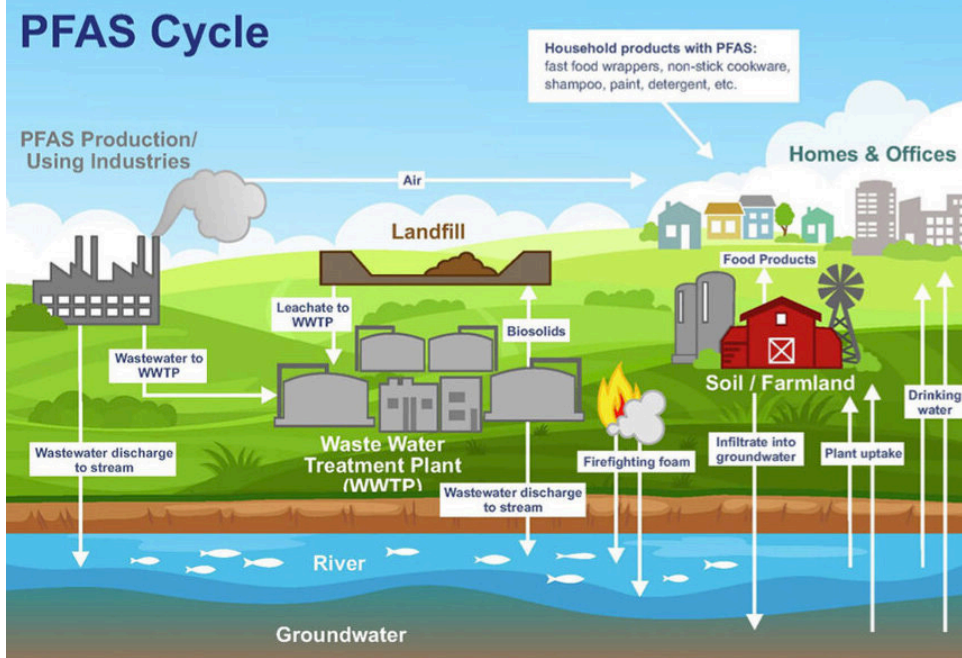 PFAS Cycle
Household products with PFAS:
fast food wrappers, non-stick cookware,
shampoo, paint, detergent, etc.
PFAS Production/
Using Industries
Homes & Offices
Air
Landfill
Food Products
Leachate to
WWTP
Biosolids
Wastewater to
WWTP
Soil / Farmland
Drinking
water
Waste Water
Treatment Plant
(WWTP)
Wastewater discharge
to stream
Firefighting foam
Infiltrate into
groundwater
Plant uptake
Wastewater discharge
to stream
River
Groundwater